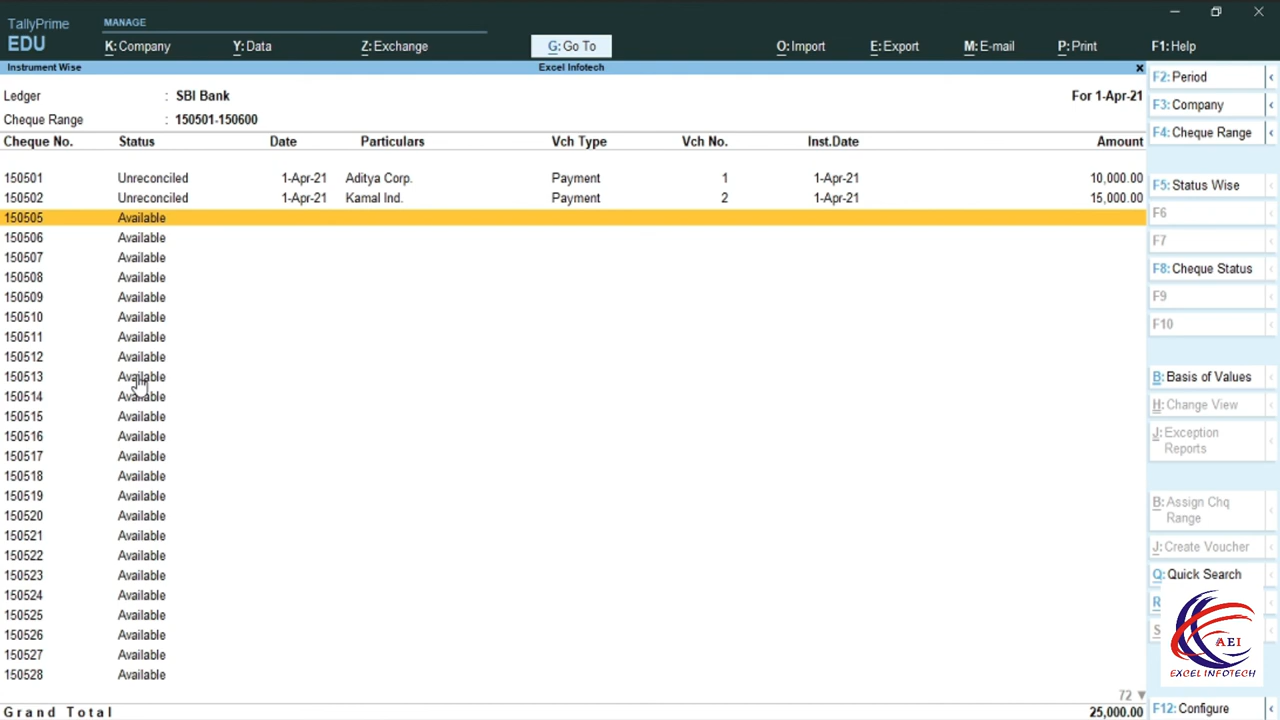 TallyPrime
EDU
MANAGE
K: Company Y: Data Z: Exchange G: Go To O: Import E: Export M: E-mail P: Print F1: Help
Instrument Wise Excel Infotech ×
Ledger : SBI Bank For 1-Apr-21
Cheque Range : 150501-150600
Cheque No. Status Date Particulars Vch Type Vch No. Inst.Date Amount
150501 Unreconciled 1-Apr-21 Aditya Corp. Payment 1 1-Apr-21 10,000.00
150502 Unreconciled 1-Apr-21 Kamal Ind. Payment 2 1-Apr-21 15,000.00
150505 Available
150506 Available
150507 Available
150508 Available
150509 Available
150510 Available
150511 Available
150512 Available
150513 Available
150514 Available
150515 Available
150516 Available
150517 Available
150518 Available
150519 Available
150520 Available
150521 Available
150522 Available
150523 Available
150524 Available
150525 Available
150526 Available
150527 Available
150528 Available
72
Grand Total 25,000.00
F2: Period
F3: Company
F4: Cheque Range
F5: Status Wise
F6
F7
F8: Cheque Status
F9
F10
B: Basis of Values
H: Change View
J: Exception
Reports
B: Assign Chq
Range
J: Create Voucher
Q: Quick Search
R
S
AEI
EXCEL INFOTECH
F12: Configure